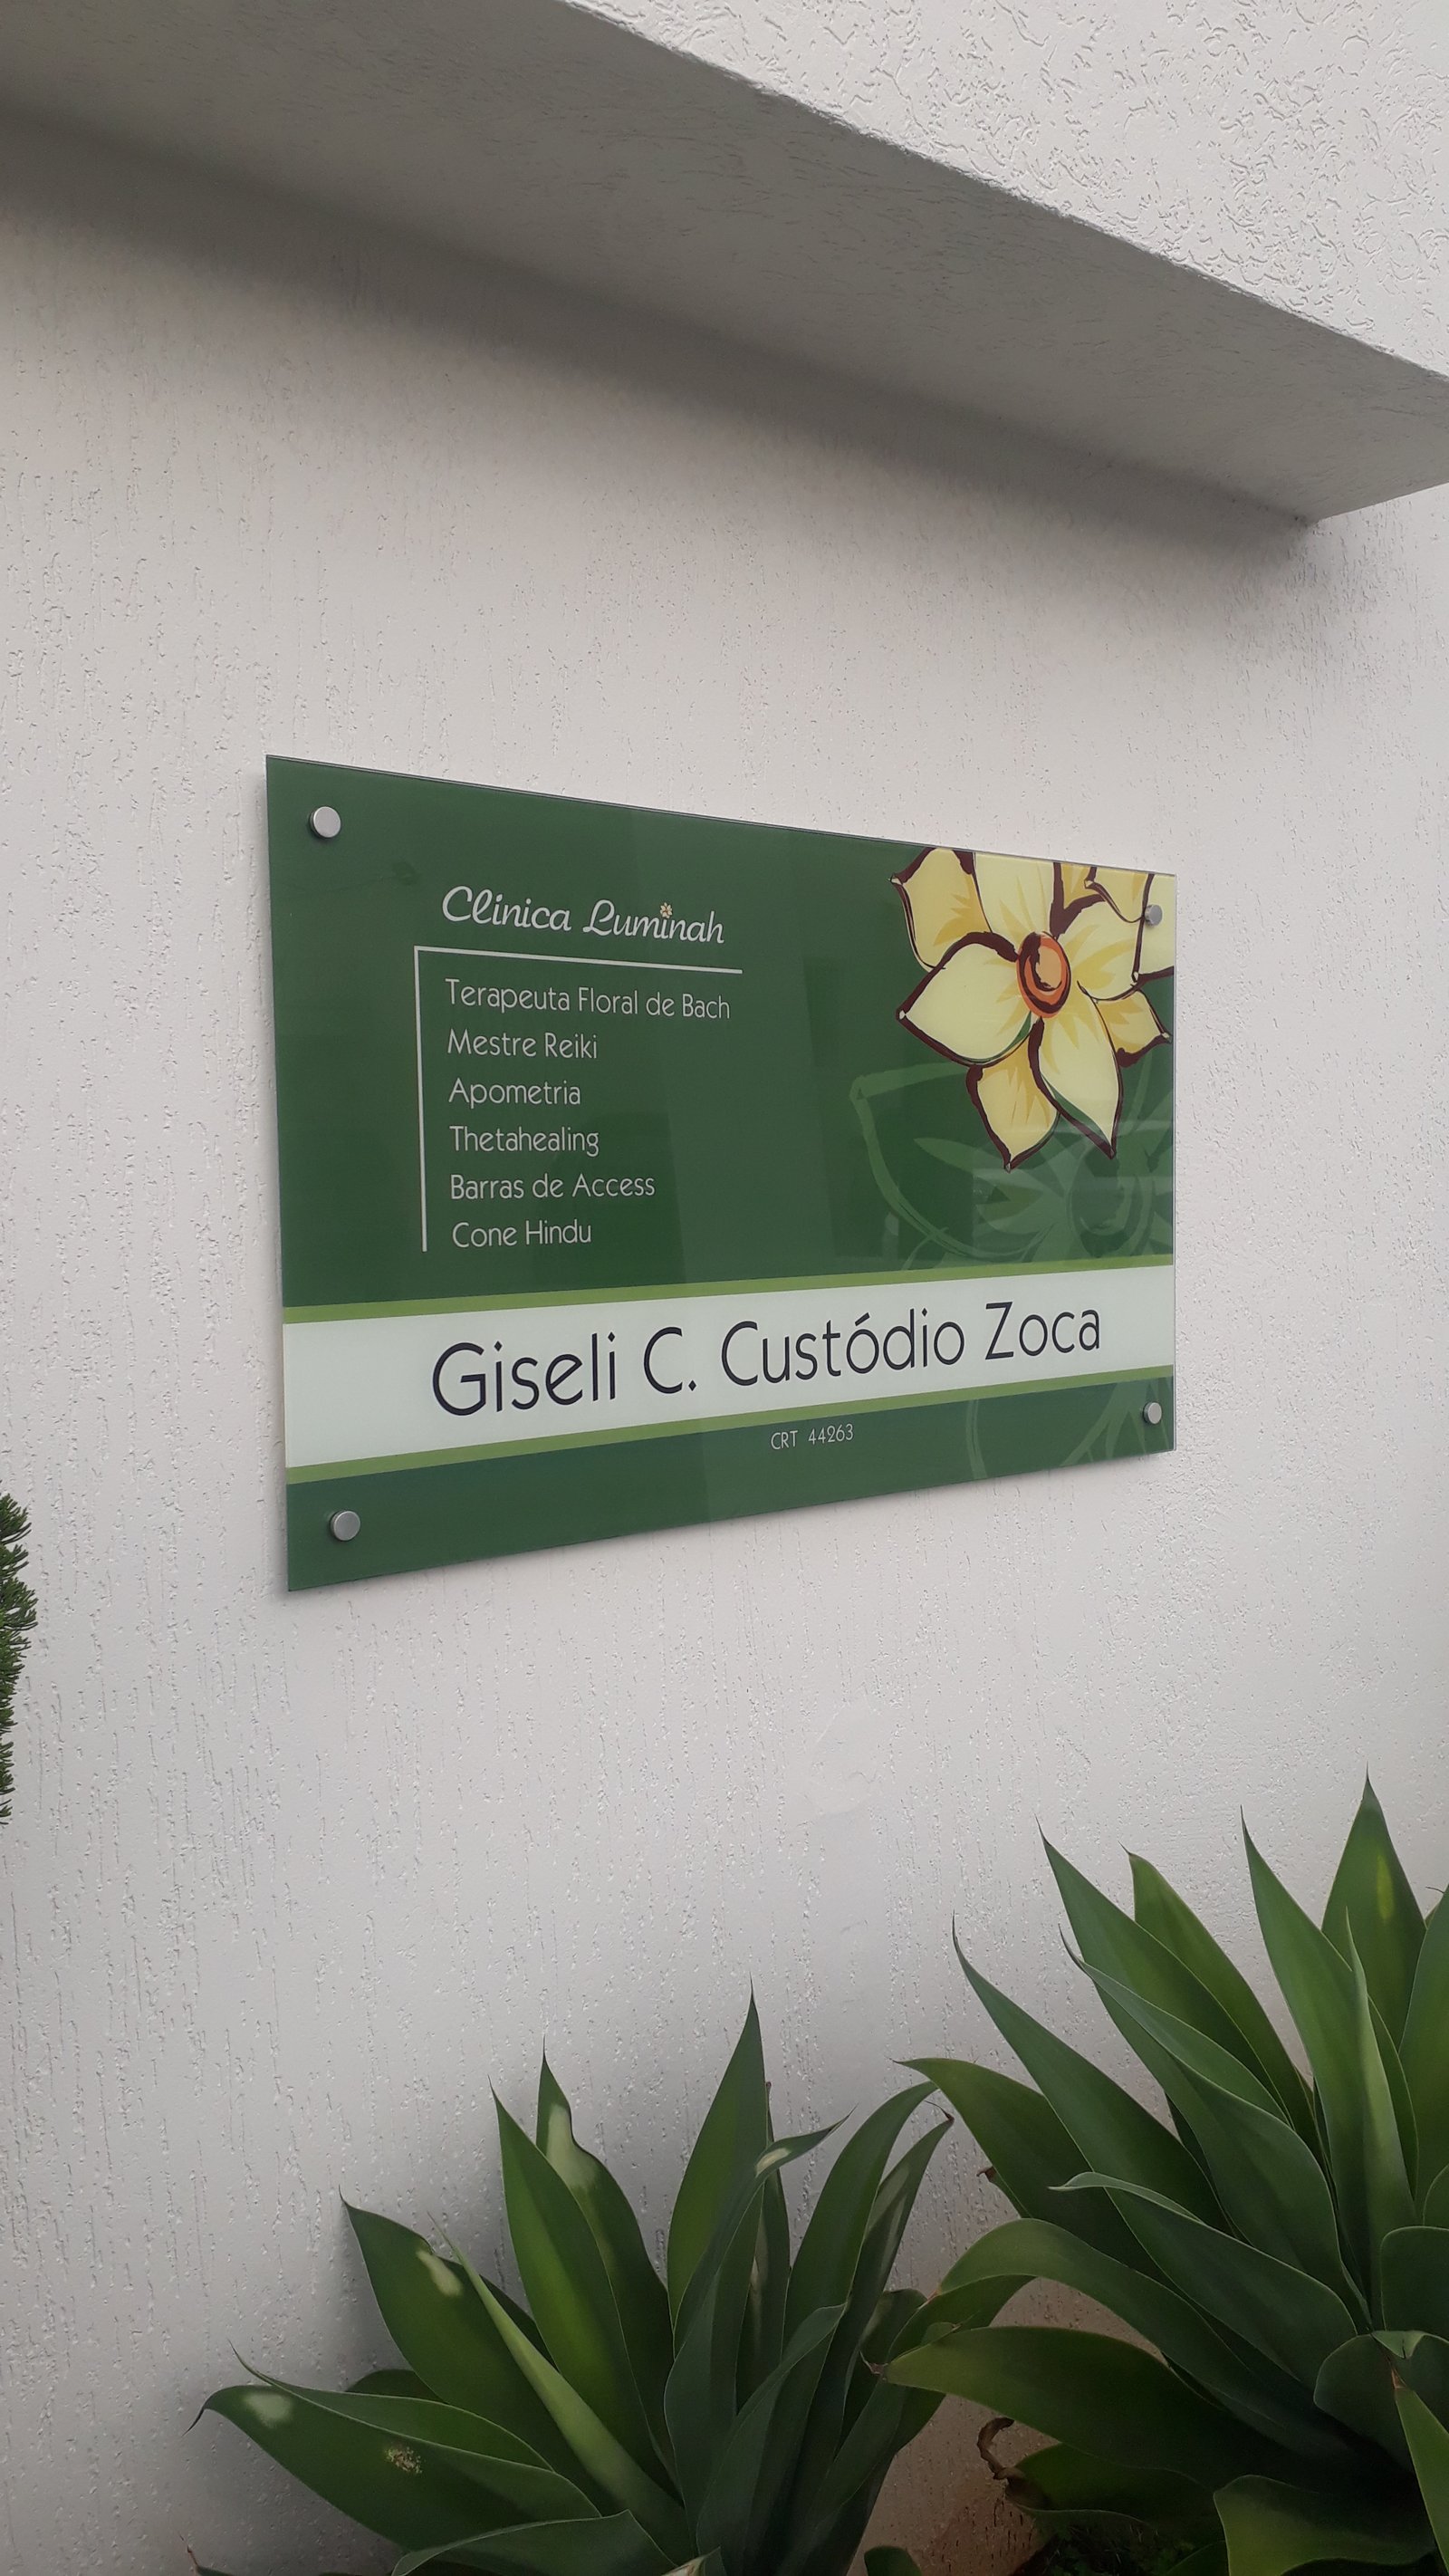 Clínica Luminah
Terapeuta Floral de Bach
Mestre Reiki
Apometria
Thetahealing
Barras de Access
Cone Hindu
Giseli C. Custódio Zoca
CRT 44263